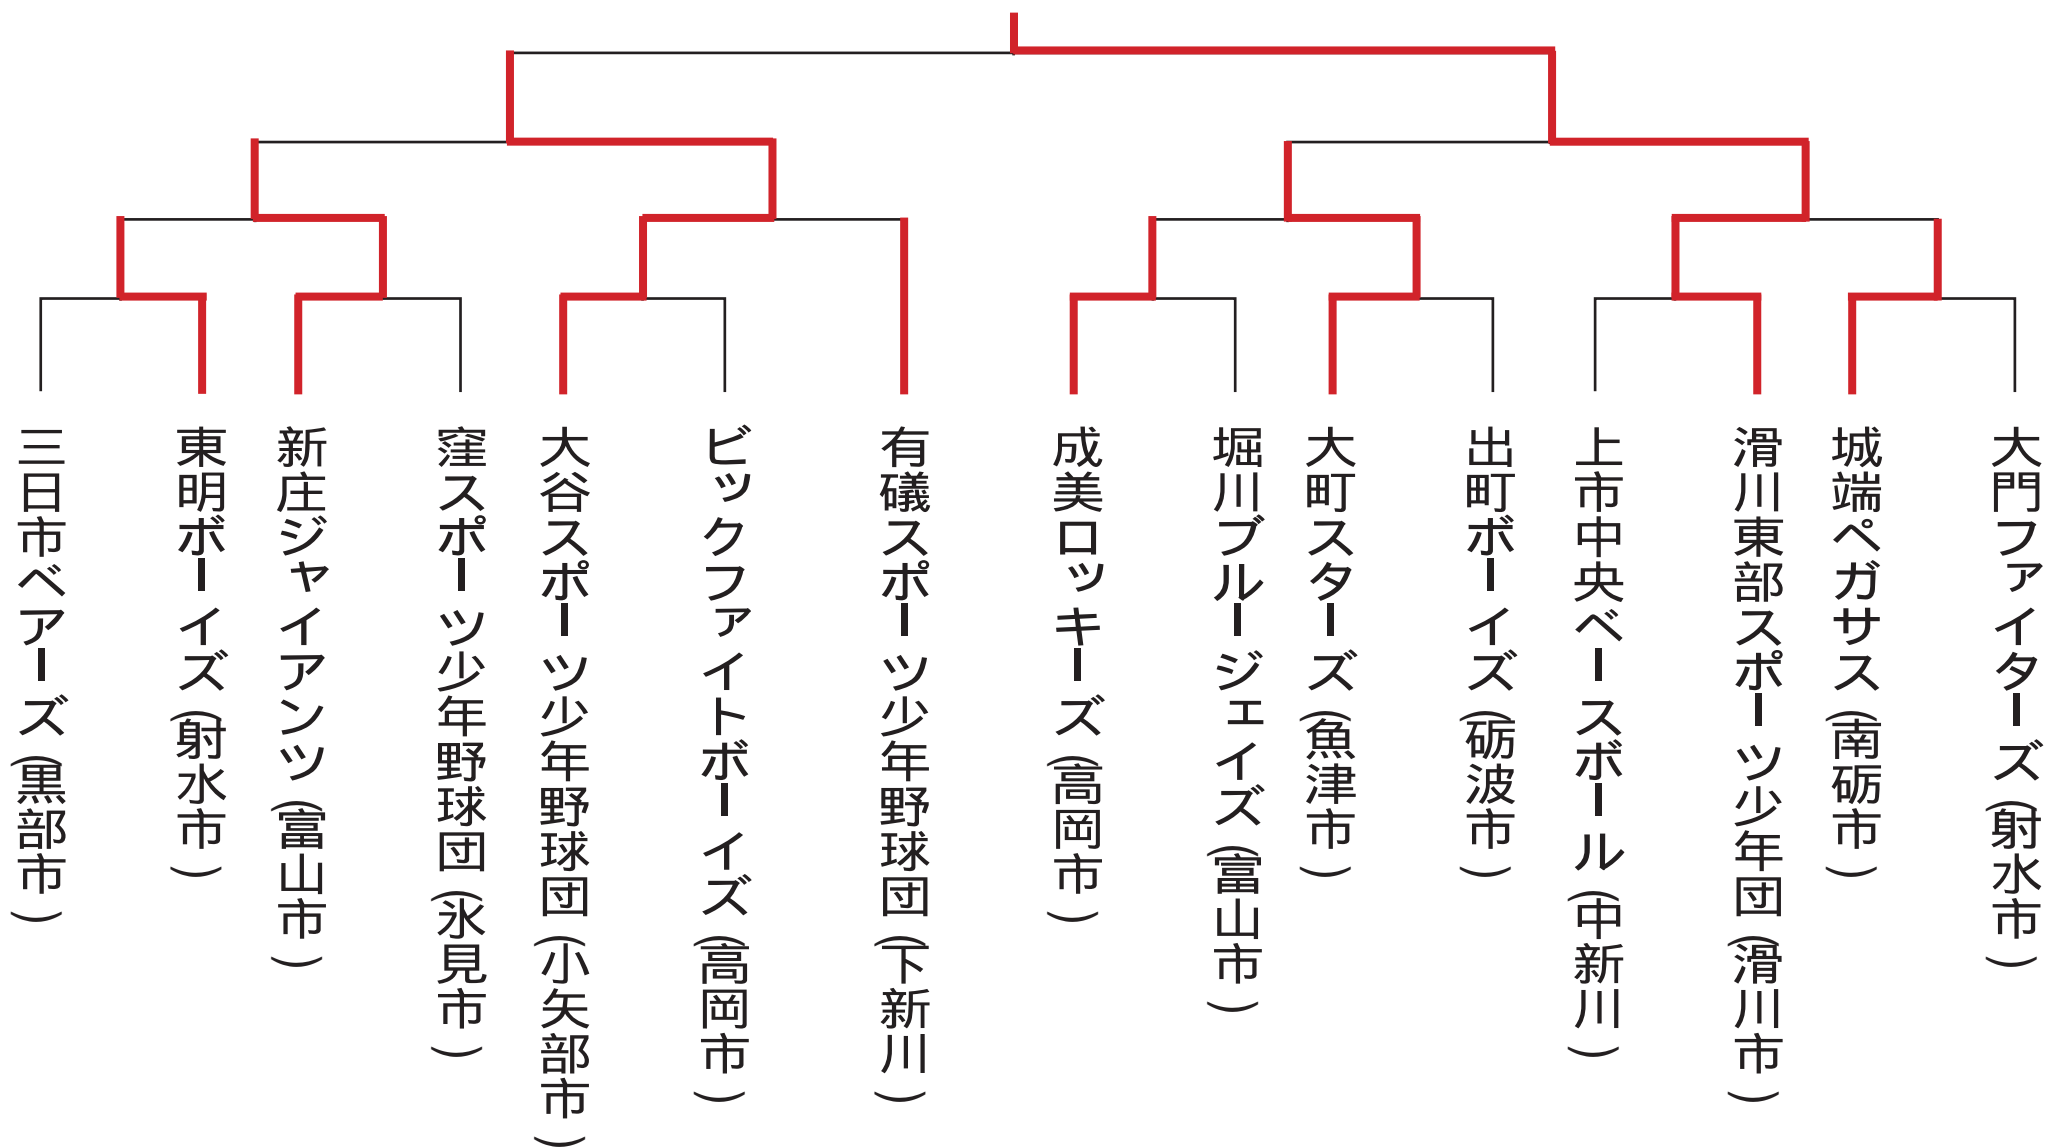 三日市ベアーズ(黒部市)
東明ボーイズ(射水市)
新庄ジャイアンツ(富山市)
窪スポーツ少年野球団(氷見市)
大谷スポーツ少年野球団(小矢部市)
ビックファイトボーイズ(高岡市)
有磯スポーツ少年野球団(下新川)
成美ロッキーズ(高岡市)
堀川ブルージェイズ(富山市)
大町スターズ(魚津市)
出町ボーイズ(砺波市)
上市中央ベースボール(中新川)
滑川東部スポーツ少年団(滑川市)
城端ペガサス(南砺市)
大門ファイターズ(射水市)